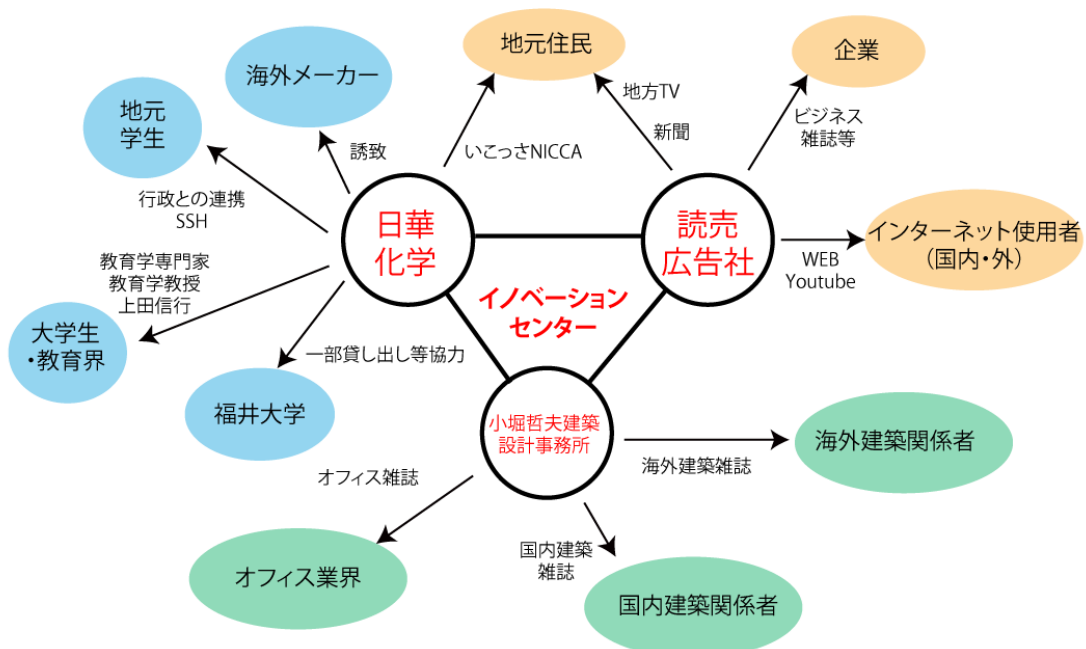 地元住民
企業
海外メーカー
地元
学生
地方TV
新聞
ビジネス
雑誌等
誘致
いこっさNICCA
行政との連携
SSH
日華
化学
読売
広告社
インターネット使用者
（国内・外）
WEB
Youtube
教育学専門家
教育学教授
上田信行
イノベーション
センター
大学生
・教育界
一部貸し出し等協力
福井大学
小堀哲夫建築
設計事務所
海外建築関係者
海外建築雑誌
オフィス雑誌
国内建築
雑誌
オフィス業界
国内建築関係者